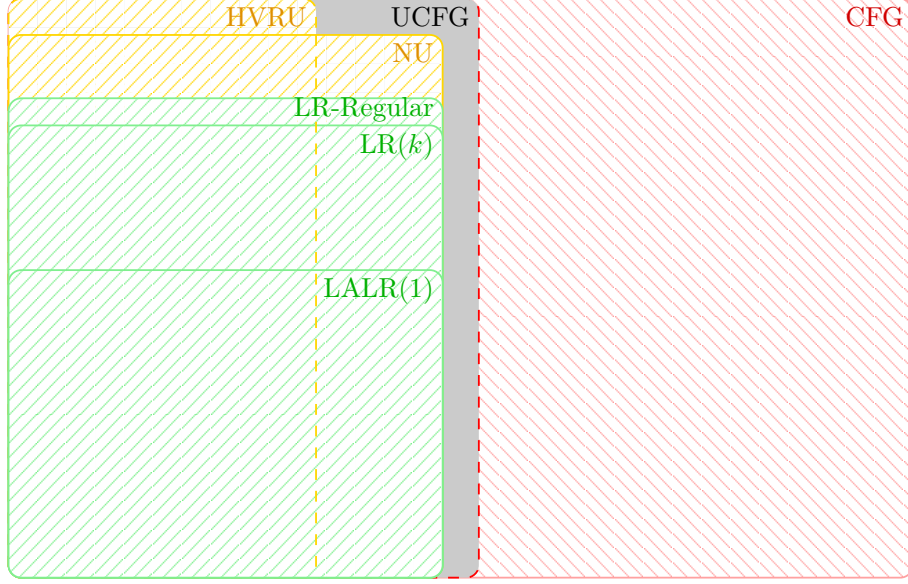 HVRU
UCFG
CFG
NU
LR-Regular
LR(k)
LALR(1)